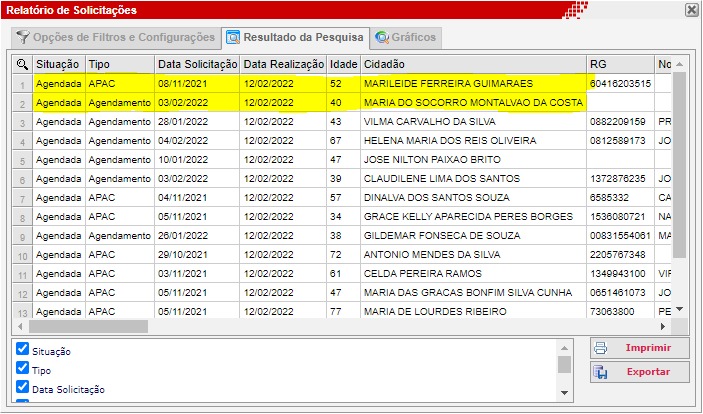 Relatório de Solicitações
Opções de Filtros e Configurações Resultado da Pesquisa Gráficos
Situação Tipo Data Solicitação Data Realização Idade Cidadão RG No
1 Agendada APAC 08/11/2021 12/02/2022 52 MARILEIDE FERREIRA GUIMARAES 60416203515
2 Agendada Agendamento 03/02/2022 12/02/2022 40 MARIA DO SOCORRO MONTALVAO DA COSTA
3 Agendada Agendamento 28/01/2022 12/02/2022 43 VILMA CARVALHO DA SILVA 0882209159 PR
4 Agendada Agendamento 04/02/2022 12/02/2022 67 HELENA MARIA DOS REIS OLIVEIRA 0812589173 JO
5 Agendada Agendamento 10/01/2022 12/02/2022 47 JOSE NILTON PAIXAO BRITO
6 Agendada Agendamento 03/02/2022 12/02/2022 39 CLAUDILENE LIMA DOS SANTOS 1372876235 JO
7 Agendada APAC 04/11/2021 12/02/2022 57 DINALVA DOS SANTOS SOUZA 6585332 CA
8 Agendada APAC 05/11/2021 12/02/2022 34 GRACE KELLY APARECIDA PERES BORGES 1536080721 NA
9 Agendada Agendamento 26/01/2022 12/02/2022 38 GILDEMAR FONSECA DE SOUZA 00831554061 MA
10 Agendada APAC 29/10/2021 12/02/2022 72 ANTONIO MENDES DA SILVA 2205767348
11 Agendada APAC 03/11/2021 12/02/2022 61 CELDA PEREIRA RAMOS 1349943100 VIF
12 Agendada APAC 05/11/2021 12/02/2022 47 MARIA DAS GRACAS BONFIM SILVA CUNHA 0651461073 JO
13 Agendada APAC 05/11/2021 12/02/2022 77 MARIA DE LOURDES RIBEIRO 73063800 PE
Situação
Tipo
Data Solicitação
Imprimir
Exportar